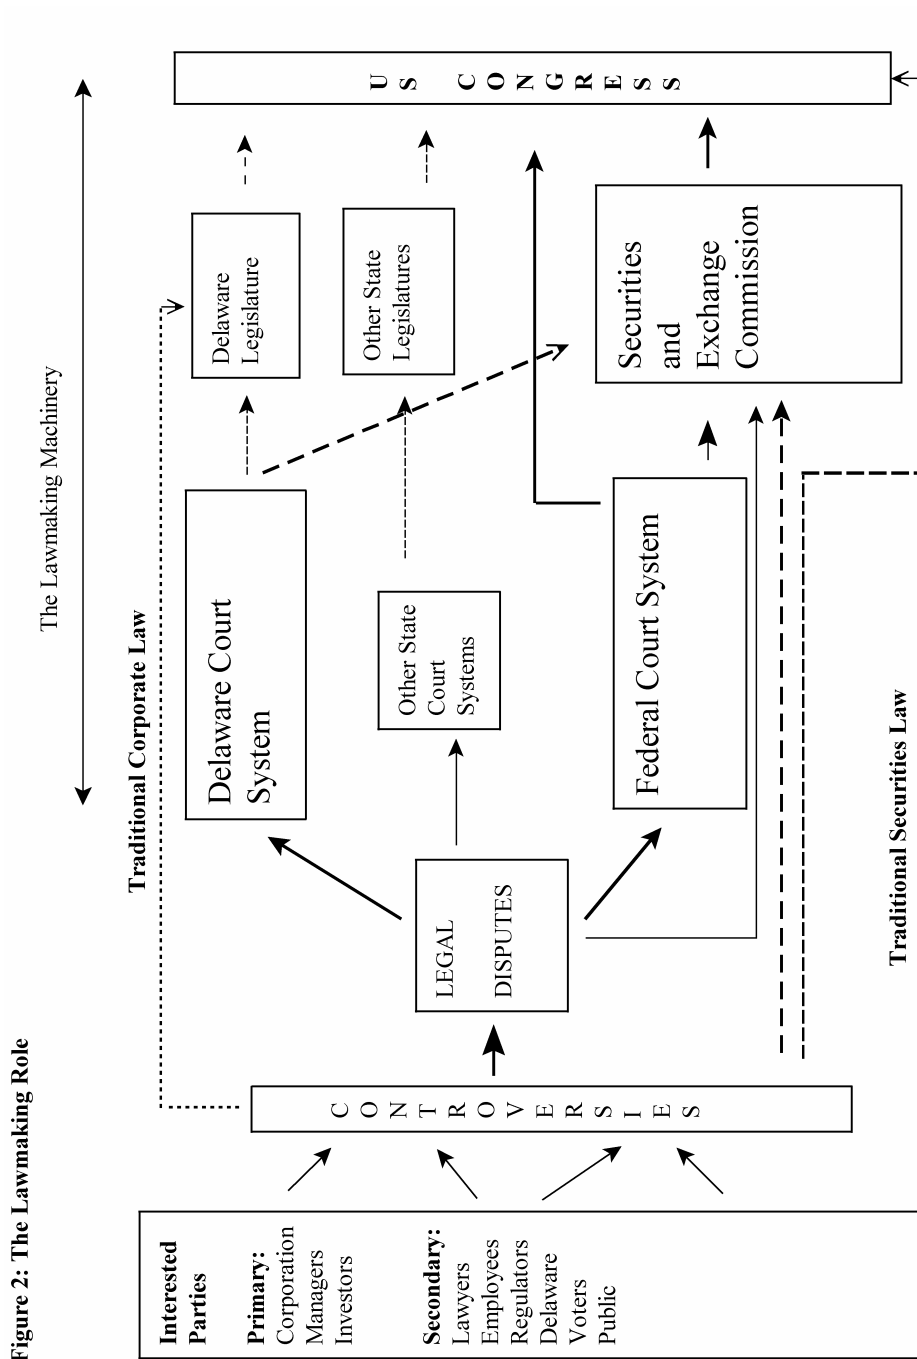 Figure 2: The Lawmaking Role
The Lawmaking Machinery
Traditional Corporate Law
Interested
Parties
Primary:
Corporation
Managers
Investors
Secondary:
Lawyers
Employees
Regulators
Delaware
Voters
Public
CONTROVERSIES
LEGAL
DISPUTES
Delaware Court
System
Other State
Court
Systems
Federal Court System
Delaware
Legislature
Other State
Legislatures
Securities
and
Exchange
Commission
US CONGRESS
Traditional Securities Law